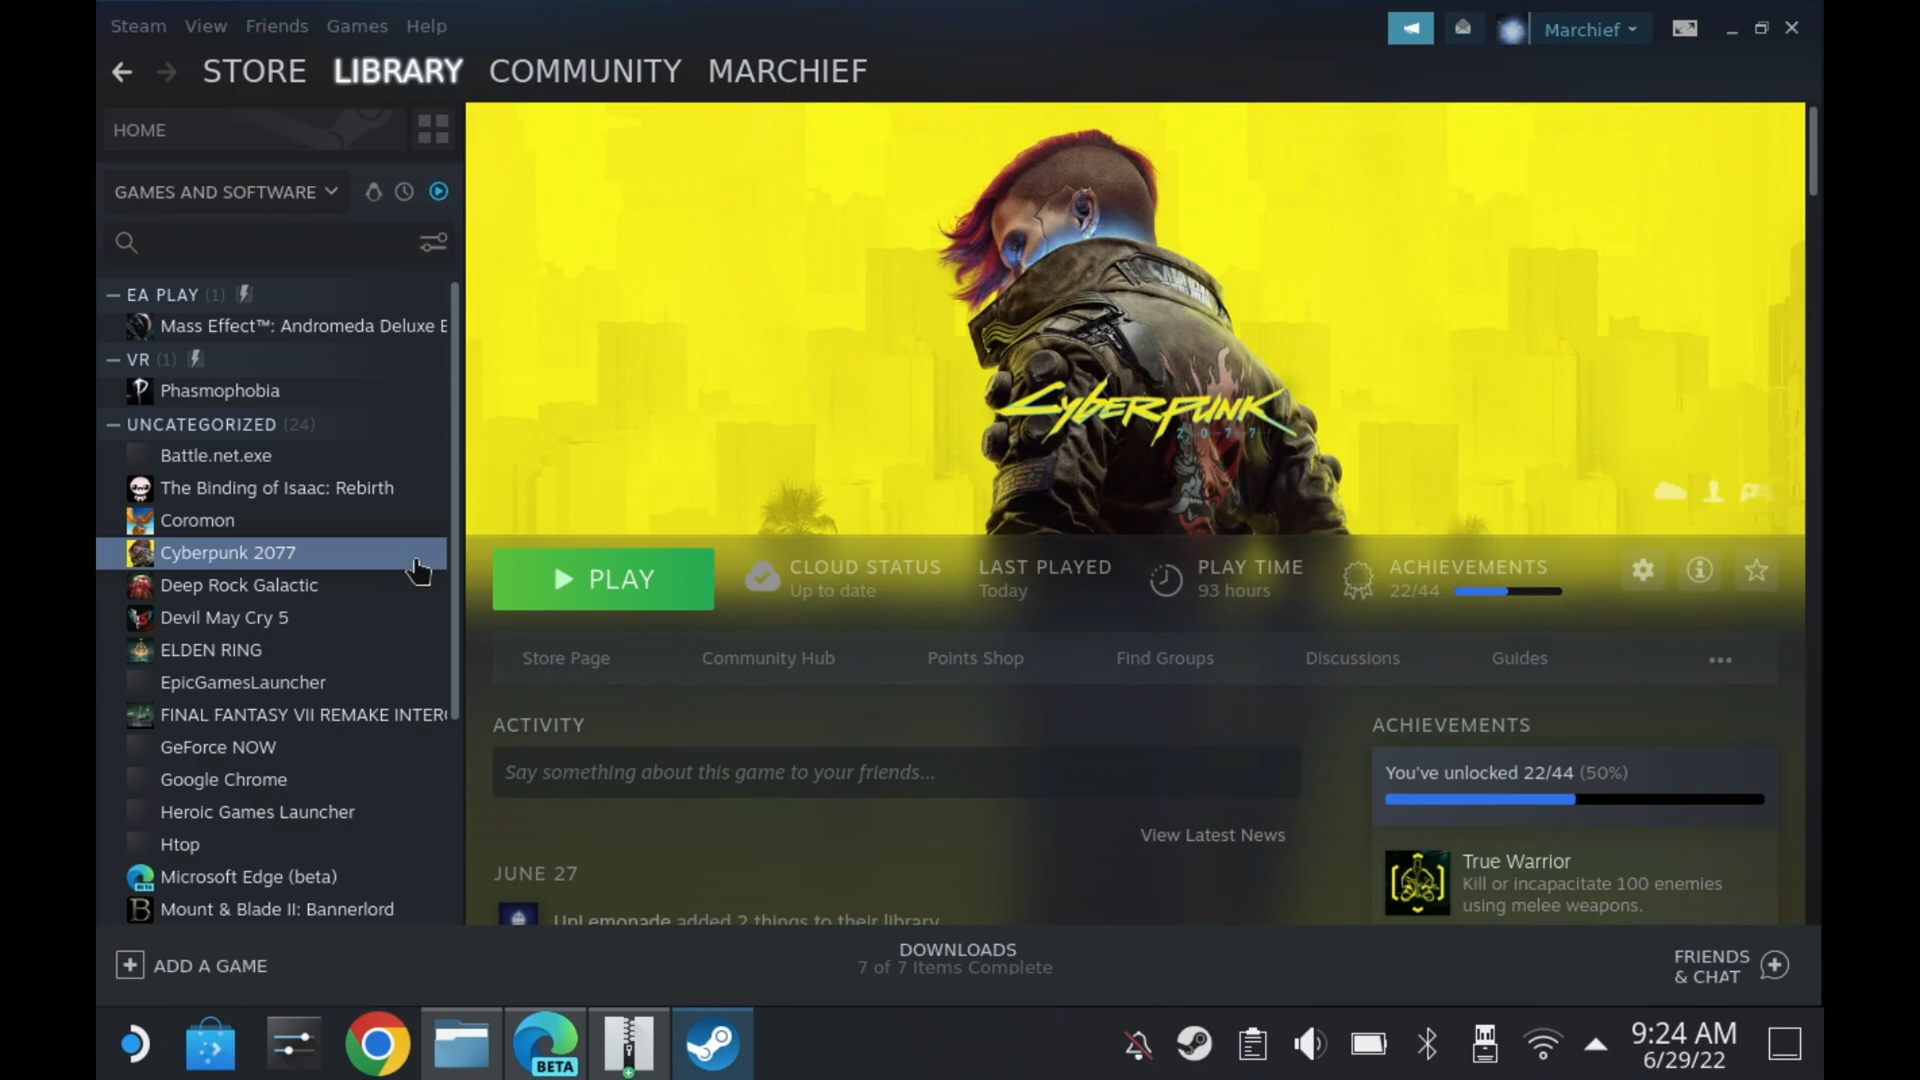 Steam View Friends Games Help
Marchief
STORE LIBRARY COMMUNITY MARCHIEF
HOME
GAMES AND SOFTWARE
— EA PLAY (1)
Mass Effect™: Andromeda Deluxe E
— VR (1)
Phasmophobia
— UNCATEGORIZED (24)
Battle.net.exe
The Binding of Isaac: Rebirth
Coromon
Cyberpunk 2077
Deep Rock Galactic
Devil May Cry 5
ELDEN RING
EpicGamesLauncher
FINAL FANTASY VII REMAKE INTER
GeForce NOW
Google Chrome
Heroic Games Launcher
Htop
Microsoft Edge (beta)
Mount & Blade II: Bannerlord
SAMURAI
Cyberpunk
2077
PLAY
CLOUD STATUS
Up to date
LAST PLAYED
Today
PLAY TIME
93 hours
ACHIEVEMENTS
22/44
Store Page Community Hub Points Shop Find Groups Discussions Guides
ACTIVITY
Say something about this game to your friends...
View Latest News
JUNE 27
UpLemonade added 2 things to their library
ACHIEVEMENTS
You've unlocked 22/44 (50%)
True Warrior
Kill or incapacitate 100 enemies
using melee weapons.
ADD A GAME
DOWNLOADS
7 of 7 Items Complete
FRIENDS
& CHAT
BETA
9:24 AM
6/29/22